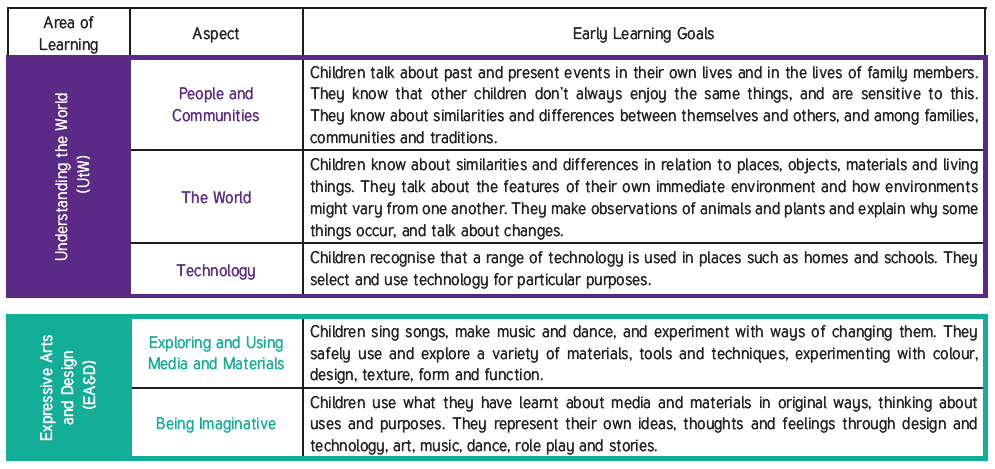 Area of
Learning
Aspect
Early Learning Goals
Understanding the World
(UtW)
People and
Communities
Children talk about past and present events in their own lives and in the lives of family members.
They know that other children don't always enjoy the same things, and are sensitive to this.
They know about similarities and differences between themselves and others, and among families,
communities and traditions.
The World
Children know about similarities and differences in relation to places, objects, materials and living
things. They talk about the features of their own immediate environment and how environments
might vary from one another. They make observations of animals and plants and explain why some
things occur, and talk about changes.
Technology
Children recognise that a range of technology is used in places such as homes and schools. They
select and use technology for particular purposes.
Expressive Arts
and Design
(EA&D)
Exploring and Using
Media and Materials
Children sing songs, make music and dance, and experiment with ways of changing them. They
safely use and explore a variety of materials, tools and techniques, experimenting with colour,
design, texture, form and function.
Being Imaginative
Children use what they have learnt about media and materials in original ways, thinking about
uses and purposes. They represent their own ideas, thoughts and feelings through design and
technology, art, music, dance, role play and stories.